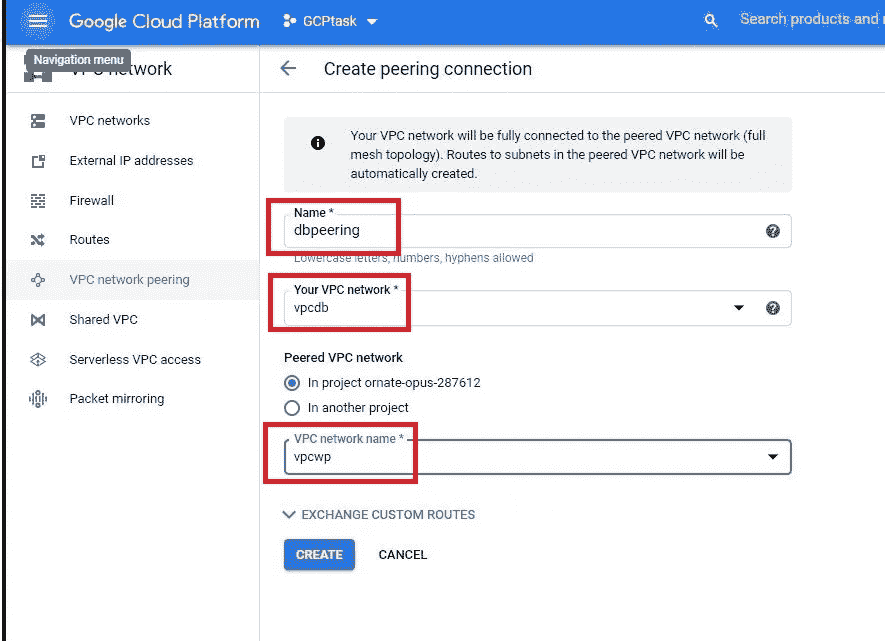 Google Cloud Platform GCPtask Search products and
Navigation menu
VPC network
Create peering connection
VPC networks
External IP addresses
Firewall
Routes
VPC network peering
Shared VPC
Serverless VPC access
Packet mirroring
Your VPC network will be fully connected to the peered VPC network (full
mesh topology). Routes to subnets in the peered VPC network will be
automatically created.
Name *
dbpeering
Lowercase letters, numbers, hyphens allowed
Your VPC network *
vpcdb
Peered VPC network
In project ornate-opus-287612
In another project
VPC network name *
vpcwp
EXCHANGE CUSTOM ROUTES
CREATE CANCEL